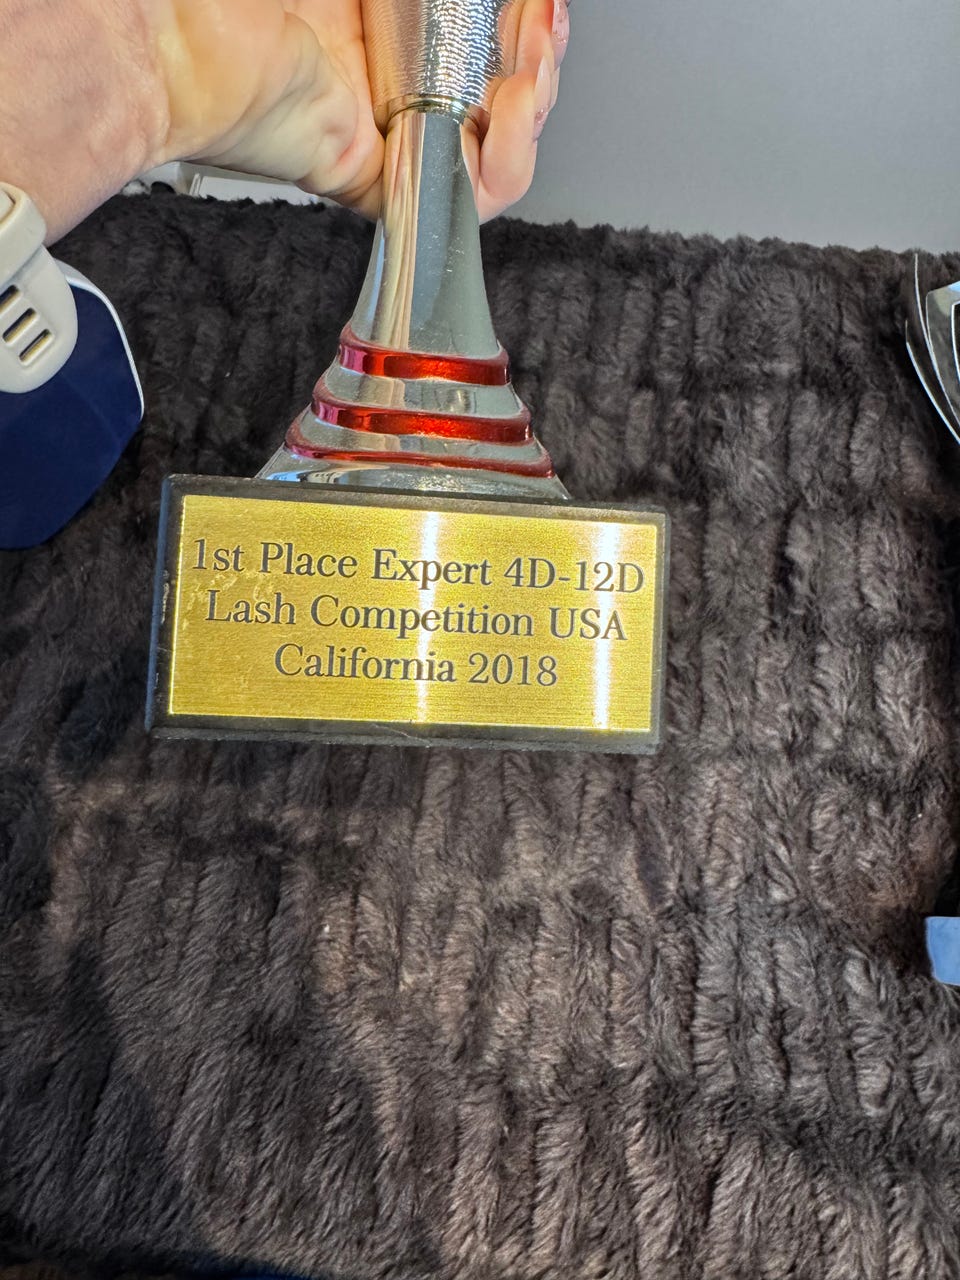 1st Place Expert 4D-12D
Lash Competition USA
California 2018